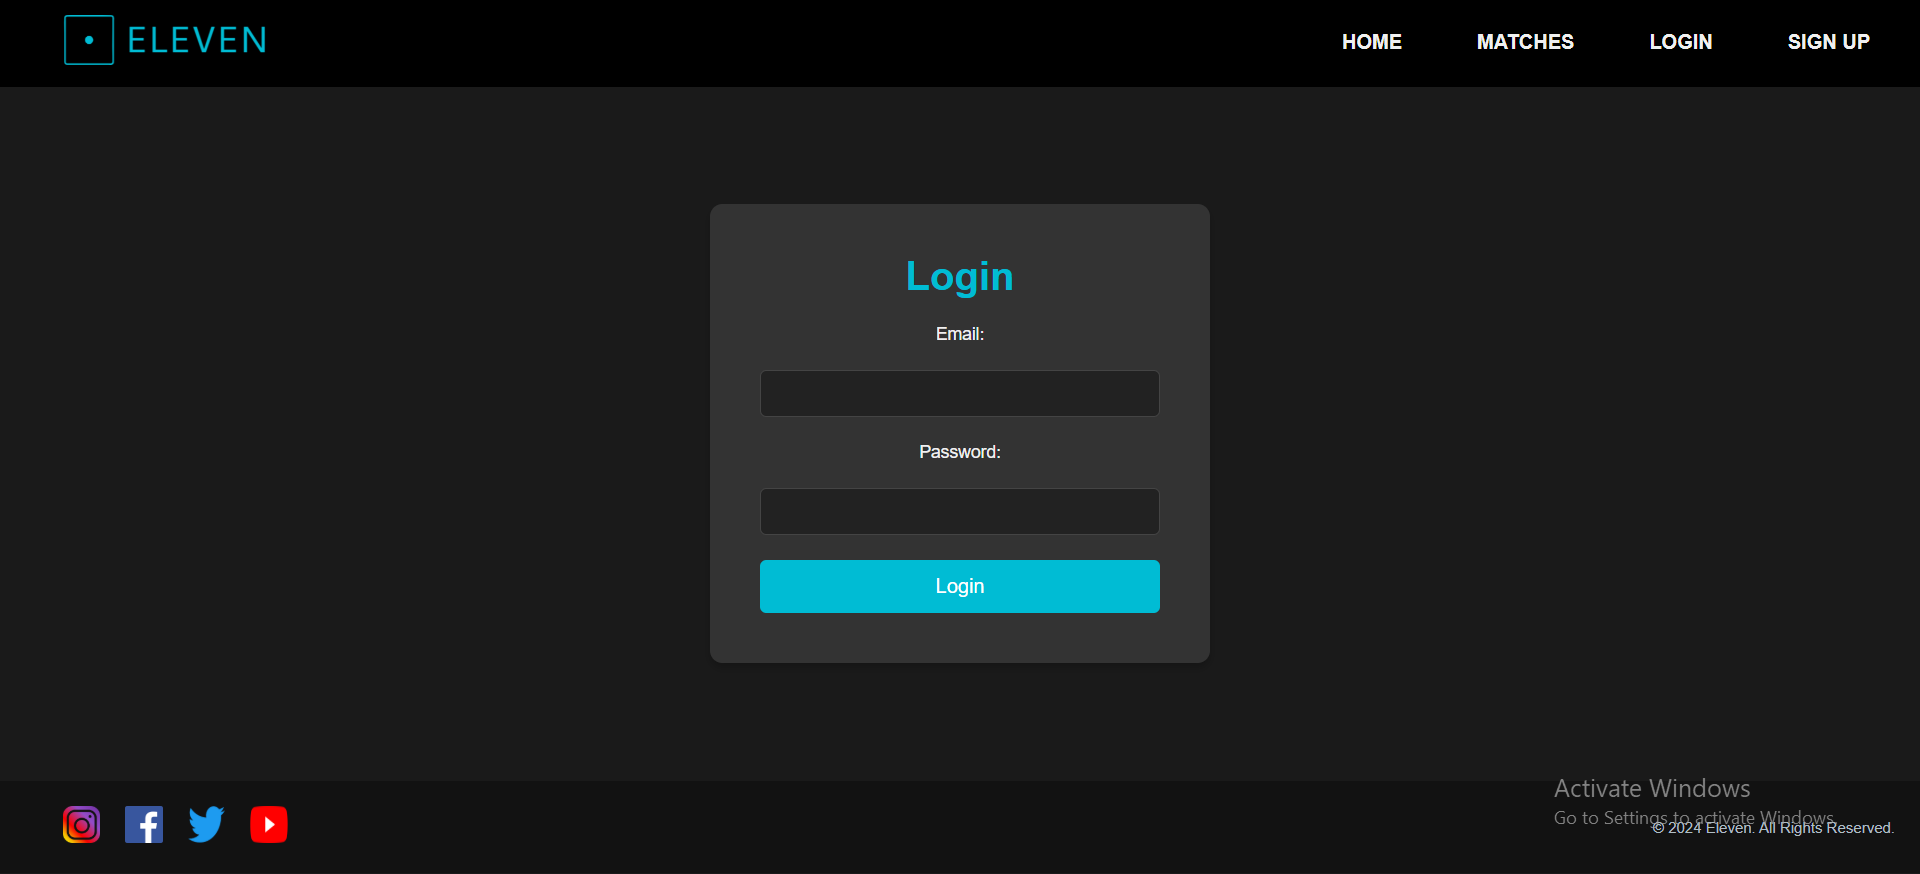 ELEVEN
HOME MATCHES LOGIN SIGN UP
Login
Email:
Password:
Login
Activate Windows
Go to Settings to activate Windows.
© 2024 Eleven. All Rights Reserved.